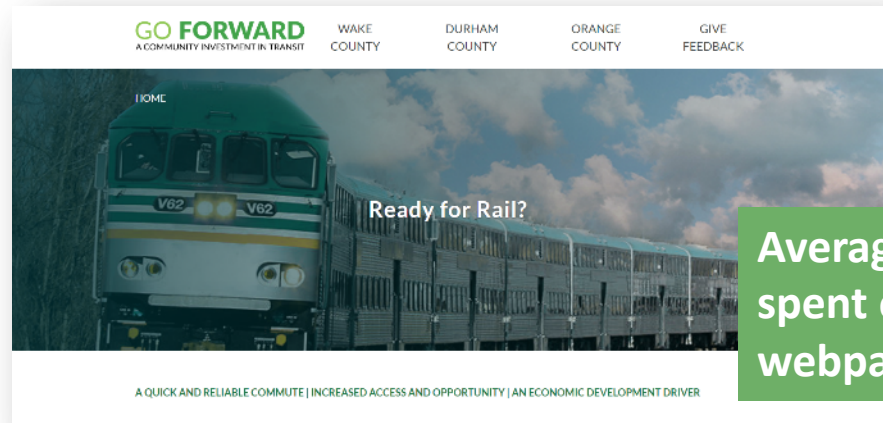 GO FORWARD
A COMMUNITY INVESTMENT IN TRANSIT
WAKE
COUNTY
DURHAM
COUNTY
ORANGE
COUNTY
GIVE
FEEDBACK
HOME
V62 V62
Ready for Rail?
spent
A QUICK AND RELIABLE COMMUTE | INCREASED ACCESS AND OPPORTUNITY | AN ECONOMIC DEVELOPMENT DRIVER